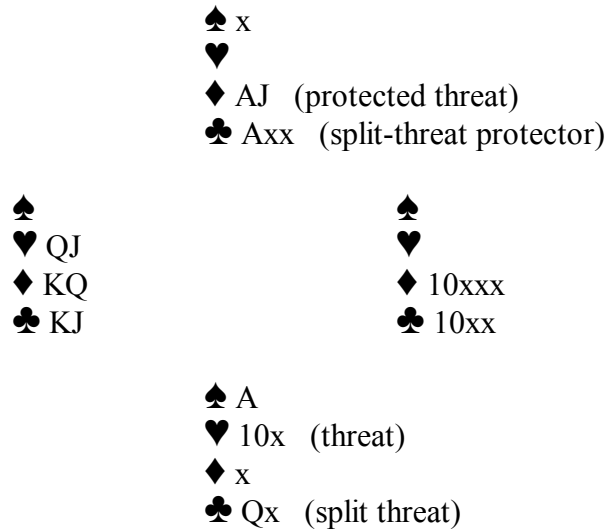 ♠ x
♥
♦ AJ (protected threat)
♣ Axx (split-threat protector)
♠
♥ QJ
♦ KQ
♣ KJ
♠
♥
♦ 10xxx
♣ 10xx
♠ A
♥ 10x (threat)
♦ x
♣ Qx (split threat)